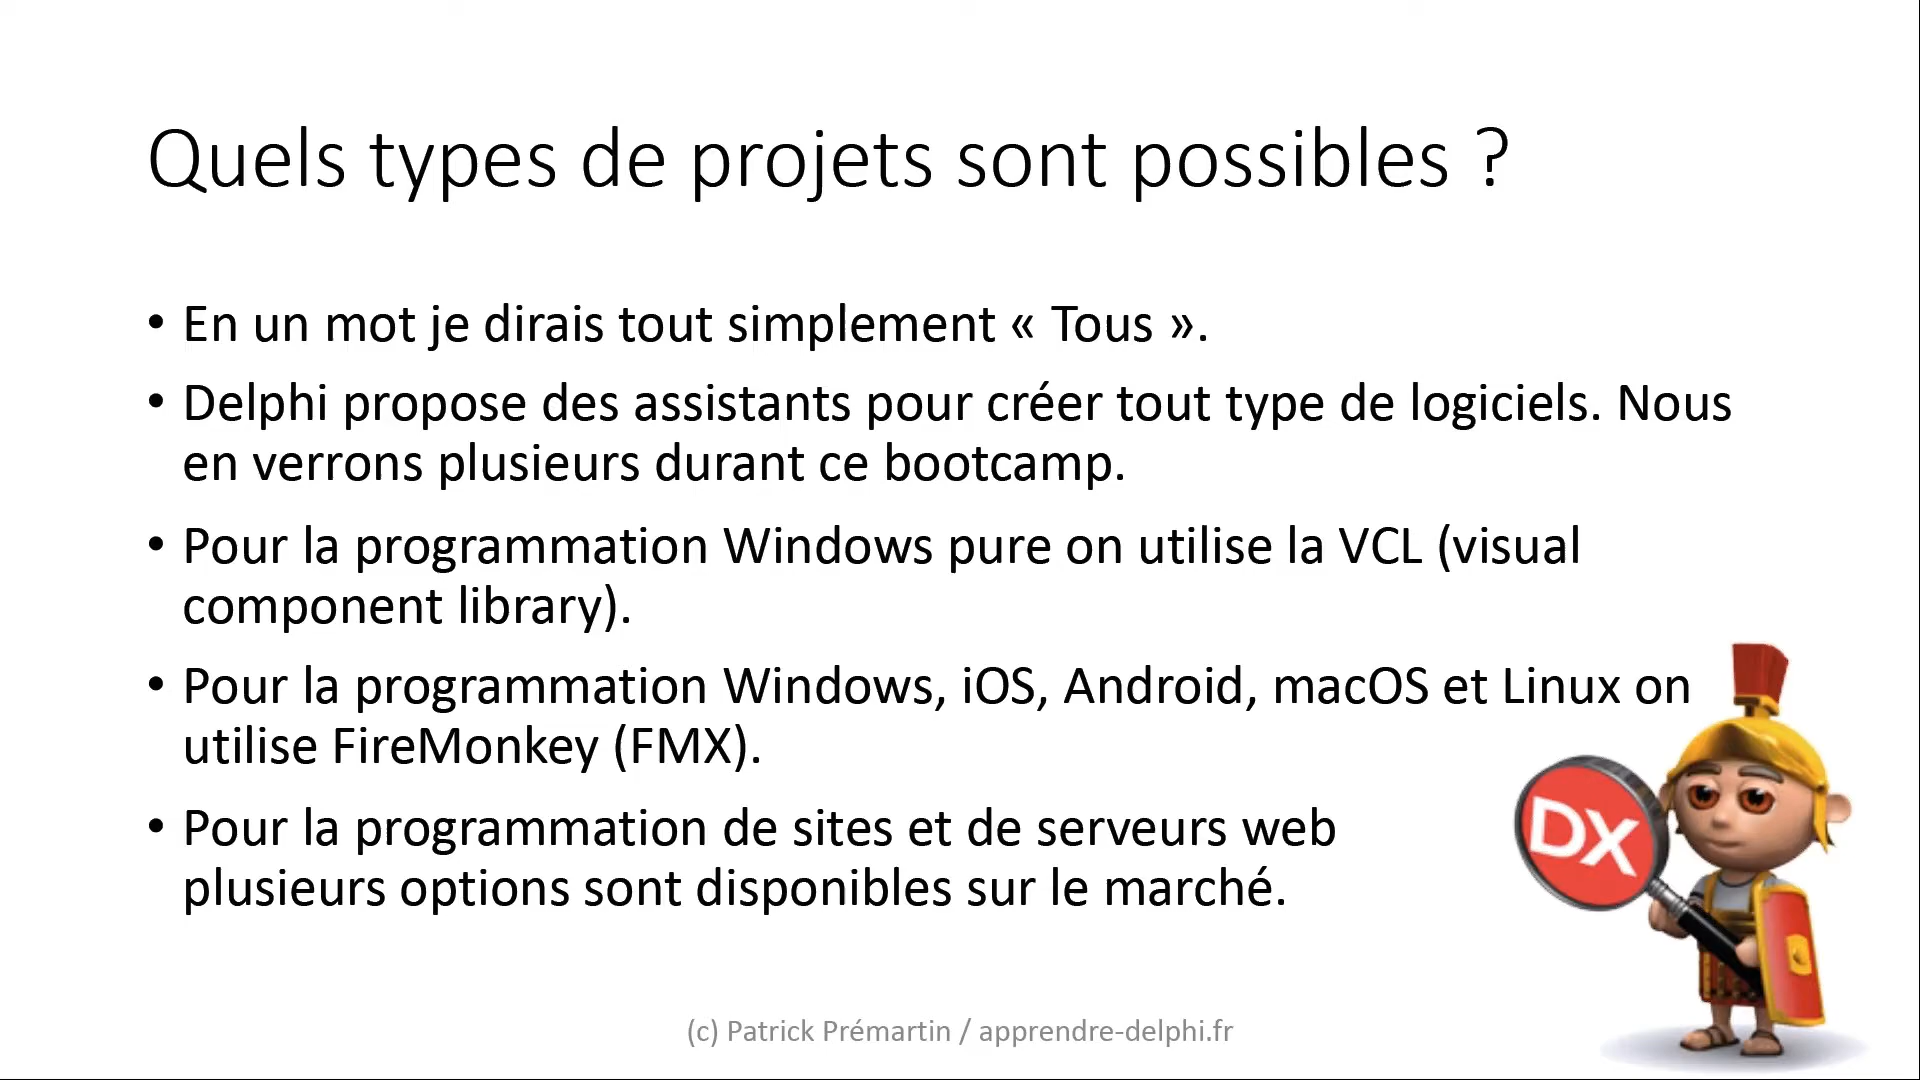 Quels types de projets sont possibles ?
• En un mot je dirais tout simplement « Tous ».
• Delphi propose des assistants pour créer tout type de logiciels. Nous
en verrons plusieurs durant ce bootcamp.
• Pour la programmation Windows pure on utilise la VCL (visual
component library).
• Pour la programmation Windows, iOS, Android, macOS et Linux on
utilise FireMonkey (FMX).
• Pour la programmation de sites et de serveurs web
plusieurs options sont disponibles sur le marché.
DX
(c) Patrick Prémartin / apprendre-delphi.fr